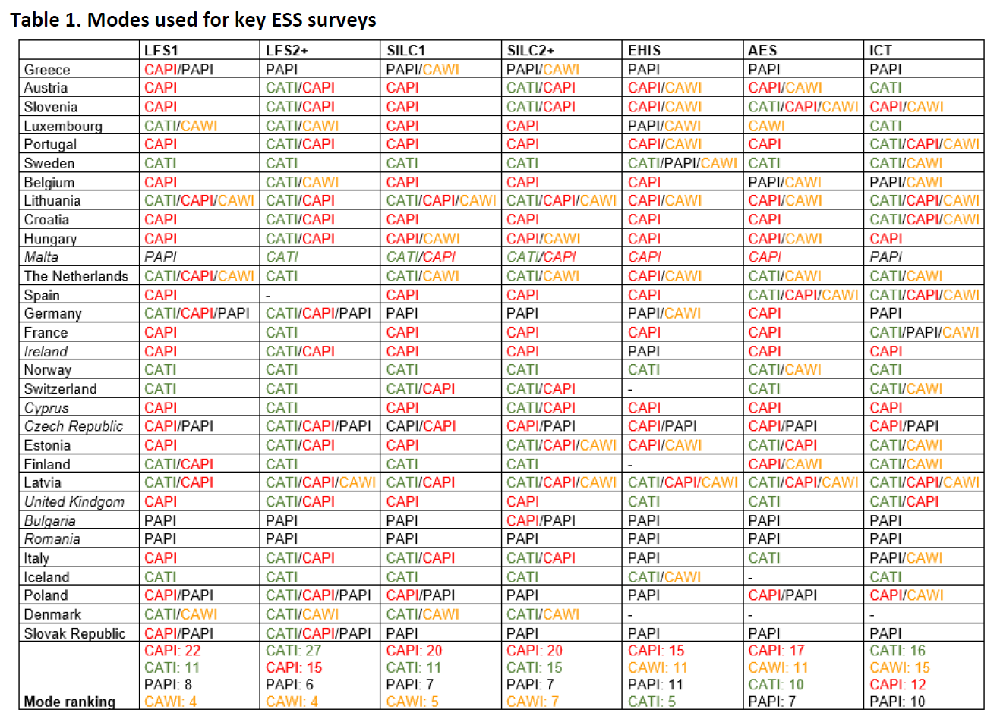 Table 1. Modes used for key ESS surveys
LFS1 LFS2+ SILC1 SILC2+ EHIS AES ICT
Greece CAPI/PAPI PAPI PAPI/CAWI PAPI/CAWI PAPI PAPI PAPI
Austria CAPI CATI/CAPI CAPI CATI/CAPI CAPI/CAWI CAPI/CAWI CATI
Slovenia CAPI CATI/CAPI CAPI CATI/CAPI CAPI/CAWI CATI/CAPI/CAWI CAPI/CAWI
Luxembourg CATI/CAWI CATI/CAWI CAPI CAPI PAPI/CAWI CAWI CATI
Portugal CAPI CATI/CAPI CAPI CAPI CAPI/CAWI CAPI CATI/CAPI/CAWI
Sweden CATI CATI CATI CATI CATI/PAPI/CAWI CATI CATI/CAWI
Belgium CAPI CATI/CAWI CAPI CAPI CAPI PAPI/CAWI PAPI/CAWI
Lithuania CATI/CAPI/CAWI CATI/CAPI CATI/CAPI/CAWI CATI/CAPI/CAWI CAPI/CAWI CAPI/CAWI CATI/CAPI/CAWI
Croatia CAPI CATI/CAPI CAPI CAPI CAPI CAPI CATI/CAPI/CAWI
Hungary CAPI CATI/CAPI CAPI/CAWI CAPI/CAWI CAPI CAPI/CAWI CAPI
Malta PAPI CATI CATI/CAPI CATI/CAPI CAPI CAPI PAPI
The Netherlands CATI/CAPI/CAWI CATI CATI/CAWI CATI/CAWI CAPI/CAWI CATI/CAWI CATI/CAWI
Spain CAPI - CAPI CAPI CAPI CATI/CAPI/CAWI CATI/CAPI/CAWI
Germany CATI/CAPI/PAPI CATI/CAPI/PAPI PAPI PAPI PAPI/CAWI CAPI PAPI
France CAPI CATI CAPI CAPI CAPI CAPI CATI/PAPI/CAWI
Ireland CAPI CATI/CAPI CAPI CAPI PAPI CAPI CAPI
Norway CATI CATI CATI CATI CATI CATI/CAWI CATI
Switzerland CATI CATI CATI/CAPI CATI/CAPI - CATI CATI/CAWI
Cyprus CAPI CATI CAPI CATI/CAPI CAPI CAPI CAPI
Czech Republic CAPI/PAPI CATI/CAPI/PAPI CAPI/CAPI CAPI/PAPI CAPI/PAPI CAPI/PAPI CAPI/PAPI
Estonia CAPI CATI/CAPI CAPI CATI/CAPI/CAWI CAPI/CAWI CATI/CAPI CATI/CAWI
Finland CATI/CAPI CATI CATI CATI - CAPI/CAWI CATI/CAWI
Latvia CATI/CAPI CATI/CAPI/CAWI CATI/CAPI CATI/CAPI/CAWI CATI/CAPI/CAWI CATI/CAPI/CAWI CATI/CAPI/CAWI
United Kindgom CAPI CATI/CAPI CAPI CAPI CATI CATI CATI/CAPI
Bulgaria PAPI PAPI PAPI CAPI/PAPI PAPI PAPI PAPI
Romania PAPI PAPI PAPI PAPI PAPI PAPI PAPI
Italy CAPI CATI/CAPI CATI/CAPI CATI/CAPI PAPI CATI PAPI/CAWI
Iceland CATI CATI CATI CATI CATI/CAWI - CATI
Poland CAPI/PAPI CATI/CAPI/PAPI CAPI/PAPI PAPI PAPI CAPI/PAPI CAPI/CAWI
Denmark CATI/CAWI CATI/CAWI CATI/CAWI CATI/CAWI - - -
Slovak Republic CAPI/PAPI CATI/CAPI/PAPI PAPI PAPI PAPI PAPI PAPI
CAPI: 22 CATI: 27 CAPI: 20 CAPI: 20 CAPI: 15 CAPI: 17 CATI: 16
CATI: 11 CAPI: 15 CATI: 11 CATI: 15 CAWI: 11 CAWI: 11 CAWI: 15
PAPI: 8 PAPI: 6 PAPI: 7 PAPI: 7 PAPI: 11 CATI: 10 CAPI: 12
Mode ranking CAWI: 4 CAWI: 4 CAWI: 5 CAWI: 7 CATI: 5 PAPI: 7 PAPI: 10